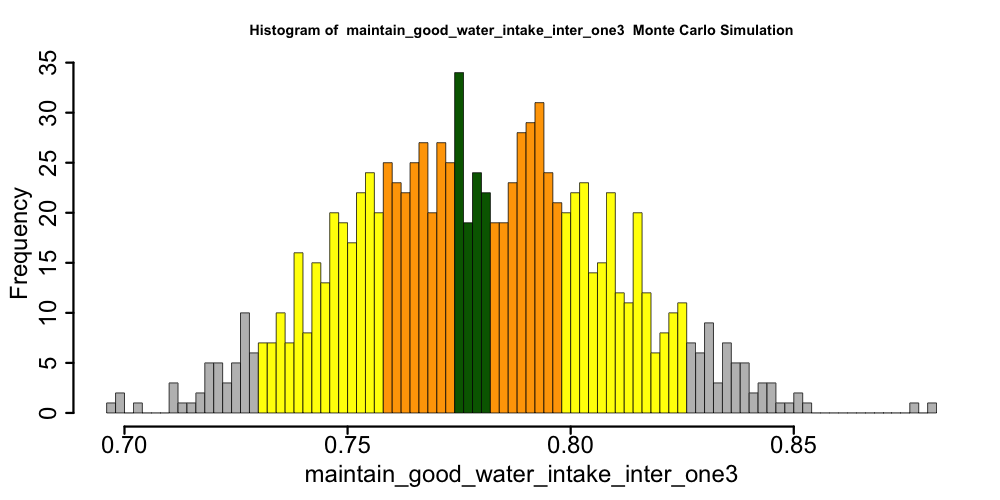 Histogram of maintain_good_water_intake_inter_one3 Monte Carlo Simulation
Frequency
35
30
25
20
15
10
5
0
0.70 0.75 0.80 0.85
maintain_good_water_intake_inter_one3